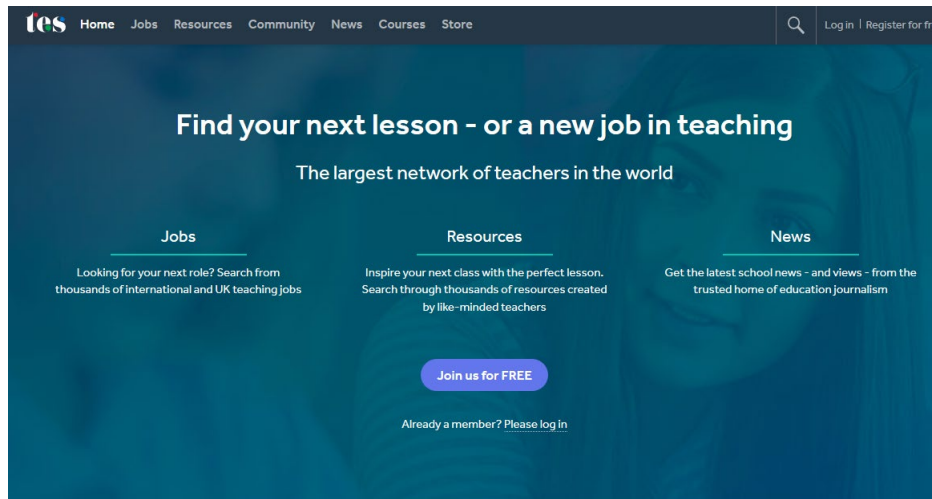 tes Home Jobs Resources Community News Courses Store Log in | Register for fr
Find your next lesson - or a new job in teaching
The largest network of teachers in the world
Jobs
Looking for your next role? Search from
thousands of international and UK teaching jobs
Resources
Inspire your next class with the perfect lesson.
Search through thousands of resources created
by like-minded teachers
News
Get the latest school news - and views - from the
trusted home of education journalism
Join us for FREE
Already a member? Please log in